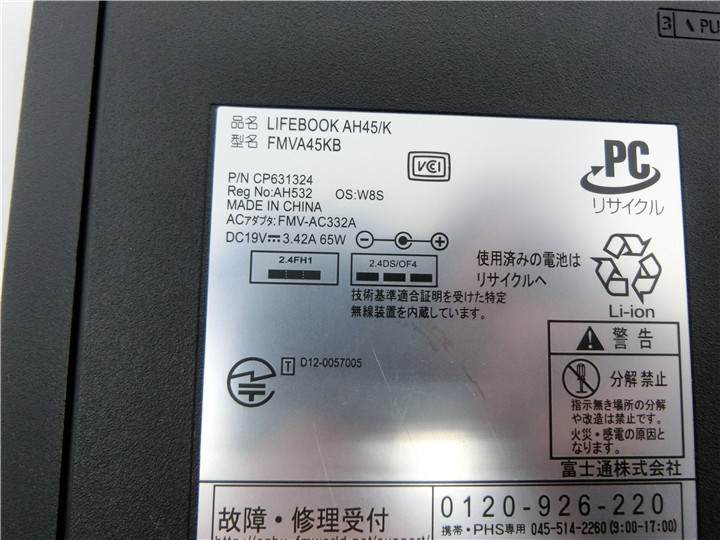 3 \ PU
品名 LIFEBOOK AH45/K
型名 FMVA45KB
VCCI
P/N CP631324
Reg No:AH532 OS:W8S
MADE IN CHINA
ACアダプタ:FMV-AC332A
DC19V 3.42A 65W
2.4FH1
2.4DS/OF4
技術基準適合証明を受けた特定
無線装置を内蔵しています。
T D12-0057005
PC
リサイクル
使用済みの電池は
リサイクルへ
Li-ion
警告
分解禁止
指示無き場所の分解
や改造は禁止です。
火災・感電の原因と
なります。
富士通株式会社
故障・修理受付
0120-926-220
携帯・PHS専用 045-514-2260 (9:00-17:00)